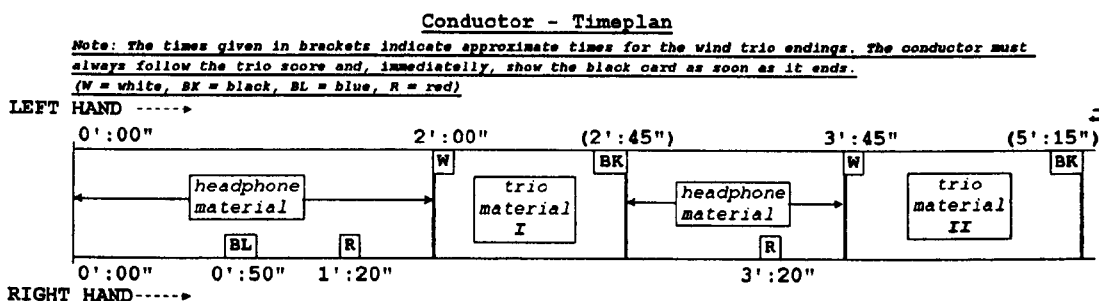 Conductor - Timeplan
Note: The times given in brackets indicate approximate times for the wind trio endings. The conductor must
always follow the trio score and, immediatelly, show the black card as soon as it ends.
(W = white, BK = black, BL = blue, R = red)
LEFT HAND ----->
0':00" 2':00" (2':45") 3':45" (5':15")
W BK W BK
headphone material
trio material I
headphone material
trio material II
BL R R
0':00" 0':50" 1':20" 3':20"
RIGHT HAND----->